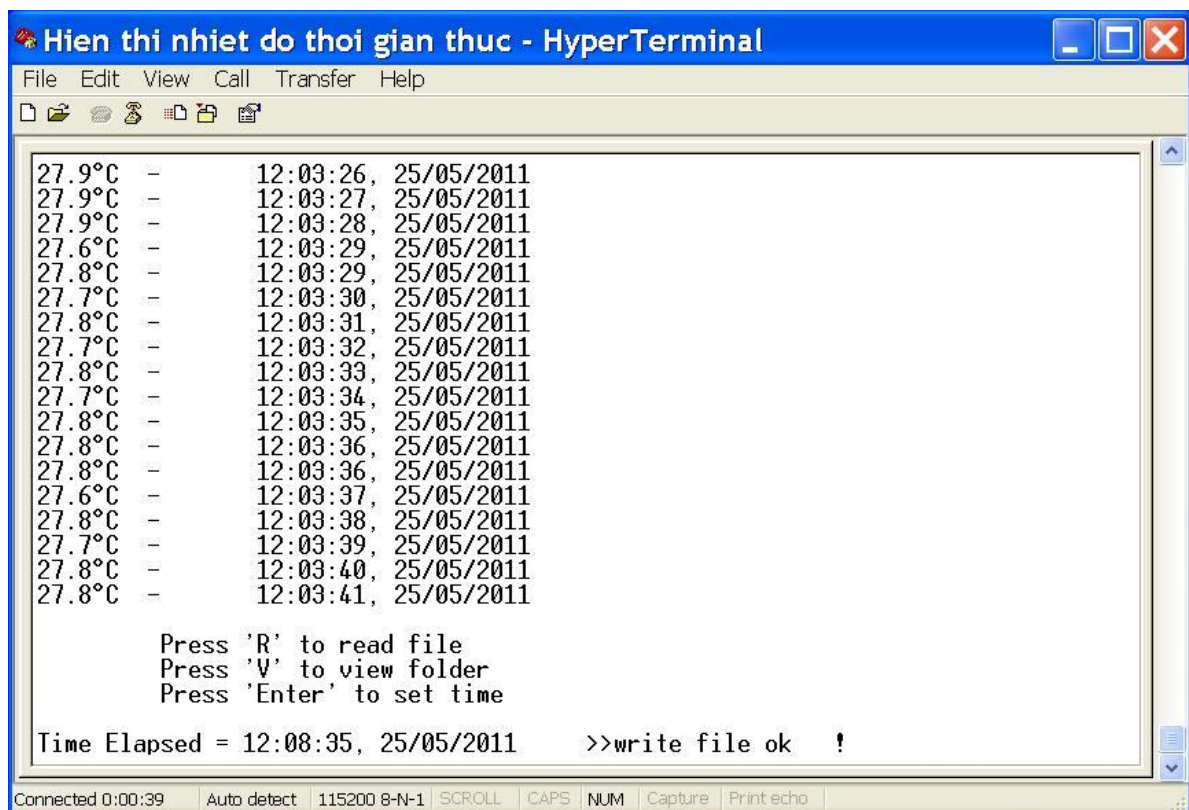 Hien thi nhiet do thoi gian thuc - HyperTerminal
File Edit View Call Transfer Help
27.9°C - 12:03:26, 25/05/2011
27.9°C - 12:03:27, 25/05/2011
27.9°C - 12:03:28, 25/05/2011
27.6°C - 12:03:29, 25/05/2011
27.8°C - 12:03:29, 25/05/2011
27.7°C - 12:03:30, 25/05/2011
27.8°C - 12:03:31, 25/05/2011
27.7°C - 12:03:32, 25/05/2011
27.8°C - 12:03:33, 25/05/2011
27.7°C - 12:03:34, 25/05/2011
27.8°C - 12:03:35, 25/05/2011
27.8°C - 12:03:36, 25/05/2011
27.8°C - 12:03:36, 25/05/2011
27.6°C - 12:03:37, 25/05/2011
27.8°C - 12:03:38, 25/05/2011
27.7°C - 12:03:39, 25/05/2011
27.8°C - 12:03:40, 25/05/2011
27.8°C - 12:03:41, 25/05/2011
Press 'R' to read file
Press 'V' to view folder
Press 'Enter' to set time
Time Elapsed = 12:08:35, 25/05/2011 >>write file ok !
Connected 0:00:39 Auto detect 115200 8-N-1 SCROLL CAPS NUM Capture Print echo